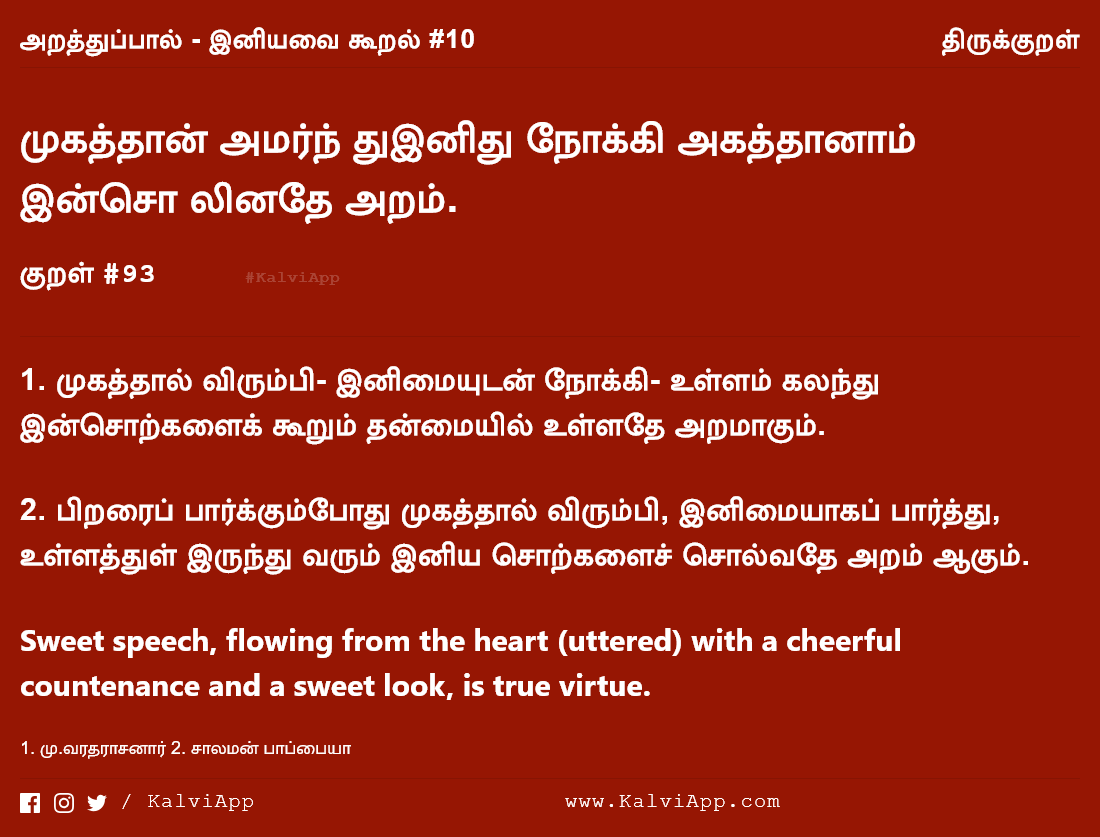 அறத்துப்பால் - இனியவை கூறல் #10
திருக்குறள்
முகத்தான் அமர்ந் துஇனிது நோக்கி அகத்தானாம்
இன்சொ லினதே அறம்.
குறள் #93
#KalviApp
1. முகத்தால் விரும்பி- இனிமையுடன் நோக்கி- உள்ளம் கலந்து
இன்சொற்களைக் கூறும் தன்மையில் உள்ளதே அறமாகும்.
2. பிறரைப் பார்க்கும்போது முகத்தால் விரும்பி, இனிமையாகப் பார்த்து,
உள்ளத்துள் இருந்து வரும் இனிய சொற்களைச் சொல்வதே அறம் ஆகும்.
Sweet speech, flowing from the heart (uttered) with a cheerful
countenance and a sweet look, is true virtue.
1. மு.வரதராசனார் 2. சாலமன் பாப்பையா
/ KalviApp
www.KalviApp.com